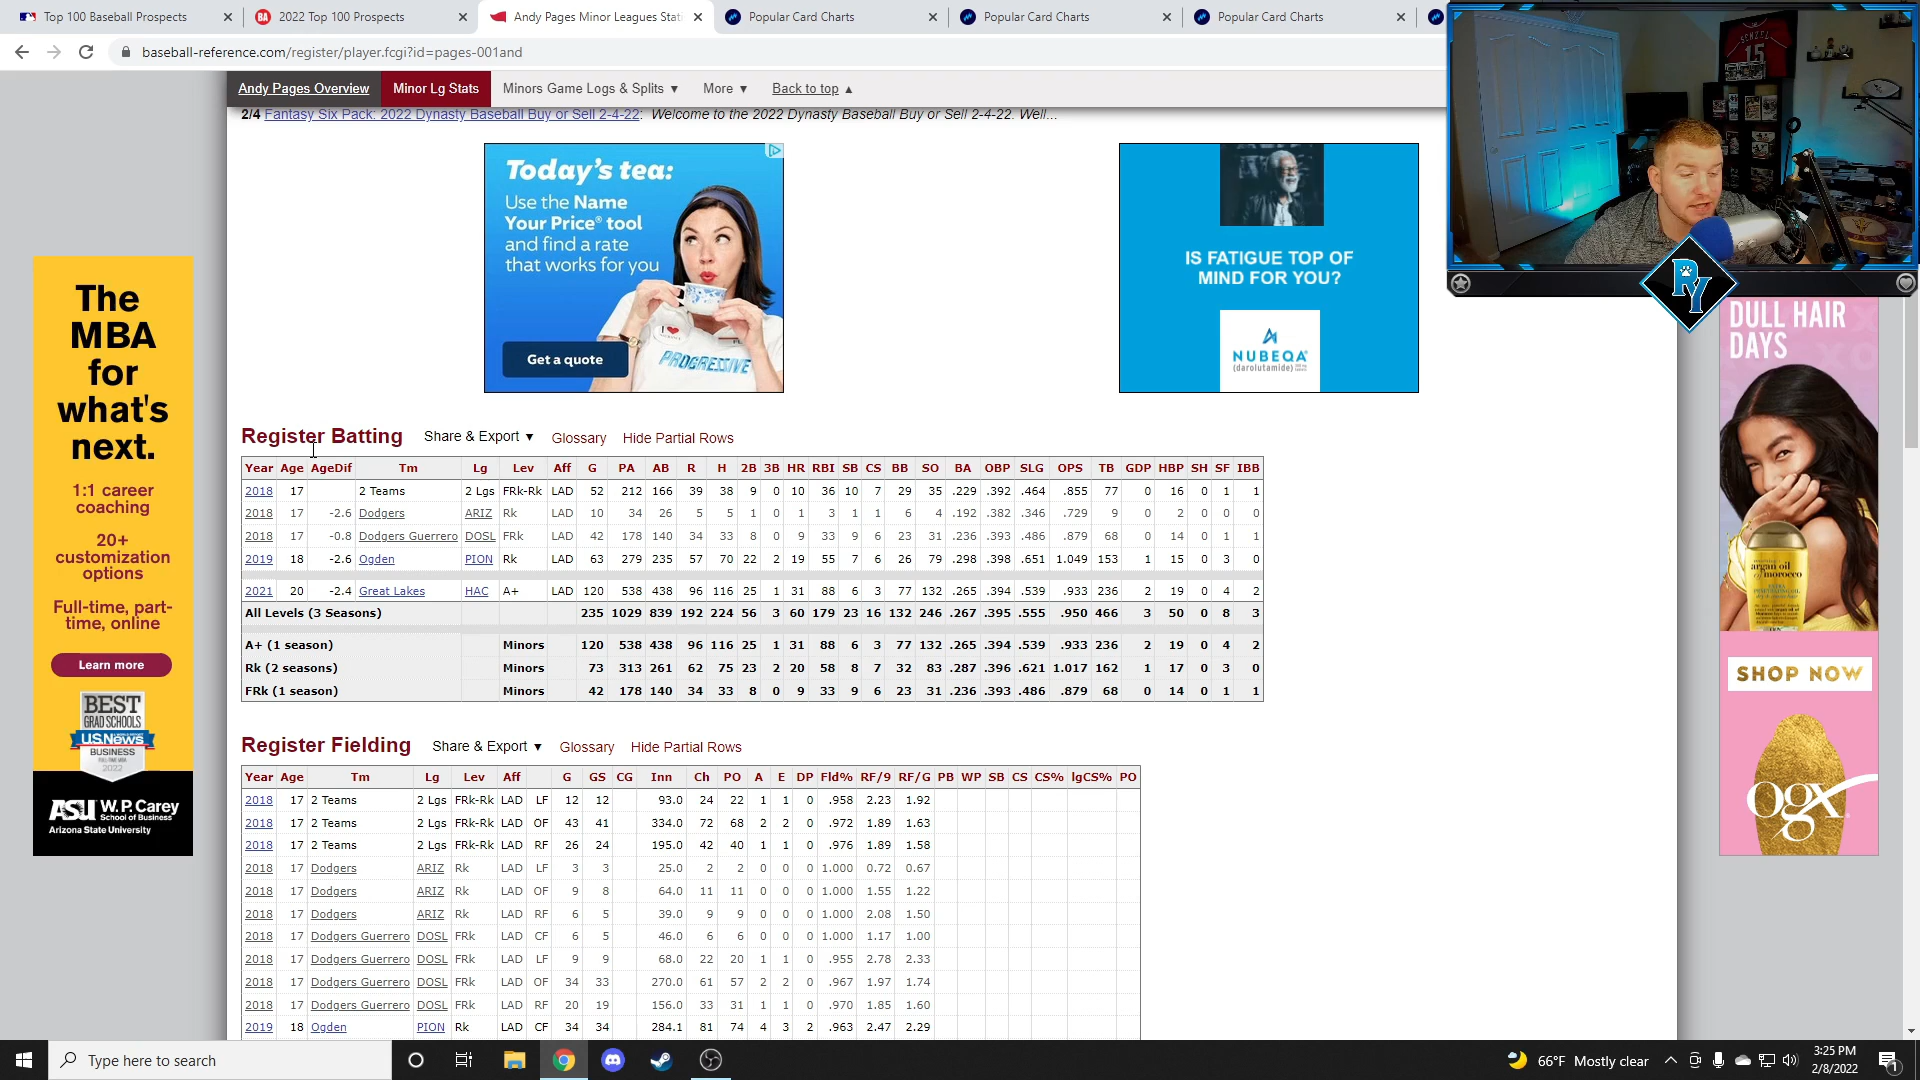 Top 100 Baseball Prospects
2022 Top 100 Prospects
Andy Pages Minor Leagues Stat
Popular Card Charts
Popular Card Charts
Popular Card Charts
baseball-reference.com/register/player.fcgi?id=pages-001and
Andy Pages Overview Minor Lg Stats Minors Game Logs & Splits ▼ More ▼ Back to top ▲
2/4 Fantasy Six Pack: 2022 Dynasty Baseball Buy or Sell 2-4-22: Welcome to the 2022 Dynasty Baseball Buy or Sell 2-4-22. Well...
SENZEL
15
RY
Today's tea:
Use the Name
Your Price® tool
and find a rate
that works for you
Get a quote
I ♥
PROGRESSIVE
IS FATIGUE TOP OF
MIND FOR YOU?
NUBEQA®
(darolutamide)
The
MBA
for
what's
next.
1:1 career
coaching
20+
customization
options
Full-time, part-
time, online
Learn more
BEST
GRAD SCHOOLS
U.S.News
BUSINESS
FULL-TIME MBA
2022
ASU W. P. Carey
School of Business
Arizona State University
DULL HAIR
DAYS
argan oil
of morocco
SHOP NOW
ogx
Register Batting Share & Export ▼ Glossary Hide Partial Rows
Year Age AgeDif Tm Lg Lev Aff G PA AB R H 2B 3B HR RBI SB CS BB SO BA OBP SLG OPS TB GDP HBP SH SF IBB
2018 17 2 Teams 2 Lgs FRk-Rk LAD 52 212 166 39 38 9 0 10 36 10 7 29 35 .229 .392 .464 .855 77 0 16 0 1 1
2018 17 -2.6 Dodgers ARIZ Rk LAD 10 34 26 5 5 1 0 1 3 1 1 6 4 .192 .382 .346 .729 9 0 2 0 0 0
2018 17 -0.8 Dodgers Guerrero DOSL FRk LAD 42 178 140 34 33 8 0 9 33 9 6 23 31 .236 .393 .486 .879 68 0 14 0 1 1
2019 18 -2.6 Ogden PION Rk LAD 63 279 235 57 70 22 2 19 55 7 6 26 79 .298 .398 .651 1.049 153 1 15 0 3 0
2021 20 -2.4 Great Lakes HAC A+ LAD 120 538 438 96 116 25 1 31 88 6 3 77 132 .265 .394 .539 .933 236 2 19 0 4 2
All Levels (3 Seasons) 235 1029 839 192 224 56 3 60 179 23 16 132 246 .267 .395 .555 .950 466 3 50 0 8 3
A+ (1 season) Minors 120 538 438 96 116 25 1 31 88 6 3 77 132 .265 .394 .539 .933 236 2 19 0 4 2
Rk (2 seasons) Minors 73 313 261 62 75 23 2 20 58 8 7 32 83 .287 .396 .621 1.017 162 1 17 0 3 0
FRk (1 season) Minors 42 178 140 34 33 8 0 9 33 9 6 23 31 .236 .393 .486 .879 68 0 14 0 1 1
Register Fielding Share & Export ▼ Glossary Hide Partial Rows
Year Age Tm Lg Lev Aff G GS CG Inn Ch PO A E DP Fld% RF/9 RF/G PB WP SB CS CS% lgCS% PO
2018 17 2 Teams 2 Lgs FRk-Rk LAD LF 12 12 93.0 24 22 1 1 0 .958 2.23 1.92
2018 17 2 Teams 2 Lgs FRk-Rk LAD OF 43 41 334.0 72 68 2 2 0 .972 1.89 1.63
2018 17 2 Teams 2 Lgs FRk-Rk LAD RF 26 24 195.0 42 40 1 1 0 .976 1.89 1.58
2018 17 Dodgers ARIZ Rk LAD LF 3 3 25.0 2 2 0 0 0 1.000 0.72 0.67
2018 17 Dodgers ARIZ Rk LAD OF 9 8 64.0 11 11 0 0 0 1.000 1.55 1.22
2018 17 Dodgers ARIZ Rk LAD RF 6 5 39.0 9 9 0 0 0 1.000 2.08 1.50
2018 17 Dodgers Guerrero DOSL FRk LAD CF 6 5 46.0 6 6 0 0 0 1.000 1.17 1.00
2018 17 Dodgers Guerrero DOSL FRk LAD LF 9 9 68.0 22 20 1 1 0 .955 2.78 2.33
2018 17 Dodgers Guerrero DOSL FRk LAD OF 34 33 270.0 61 57 2 2 0 .967 1.97 1.74
2018 17 Dodgers Guerrero DOSL FRk LAD RF 20 19 156.0 33 31 1 1 0 .970 1.85 1.60
2019 18 Ogden PION Rk LAD CF 34 34 284.1 81 74 4 3 2 .963 2.47 2.29
Type here to search
66°F Mostly clear
3:25 PM
2/8/2022
1